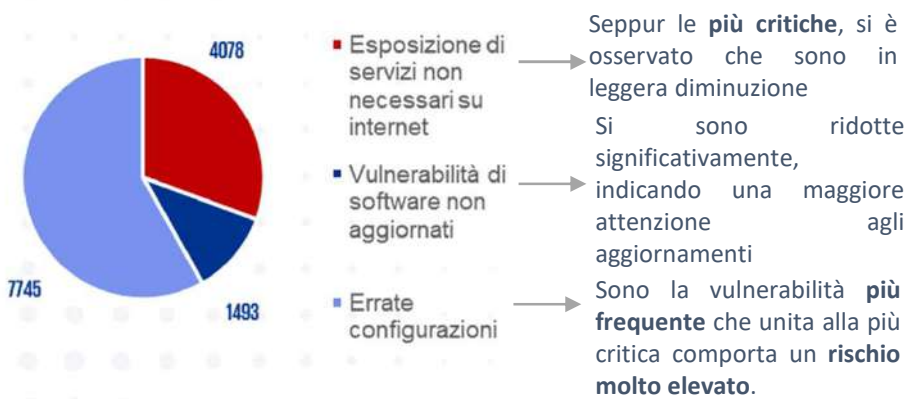 4078
7745
1493
Esposizione di
servizi non
necessari su
internet
Vulnerabilità di
software non
aggiornati
Errate
configurazioni
Seppur le più critiche, si è
osservato che sono in
leggera diminuzione
Si sono ridotte
significativamente,
indicando una maggiore
attenzione agli
aggiornamenti
Sono la vulnerabilità più
frequente che unita alla più
critica comporta un rischio
molto elevato.